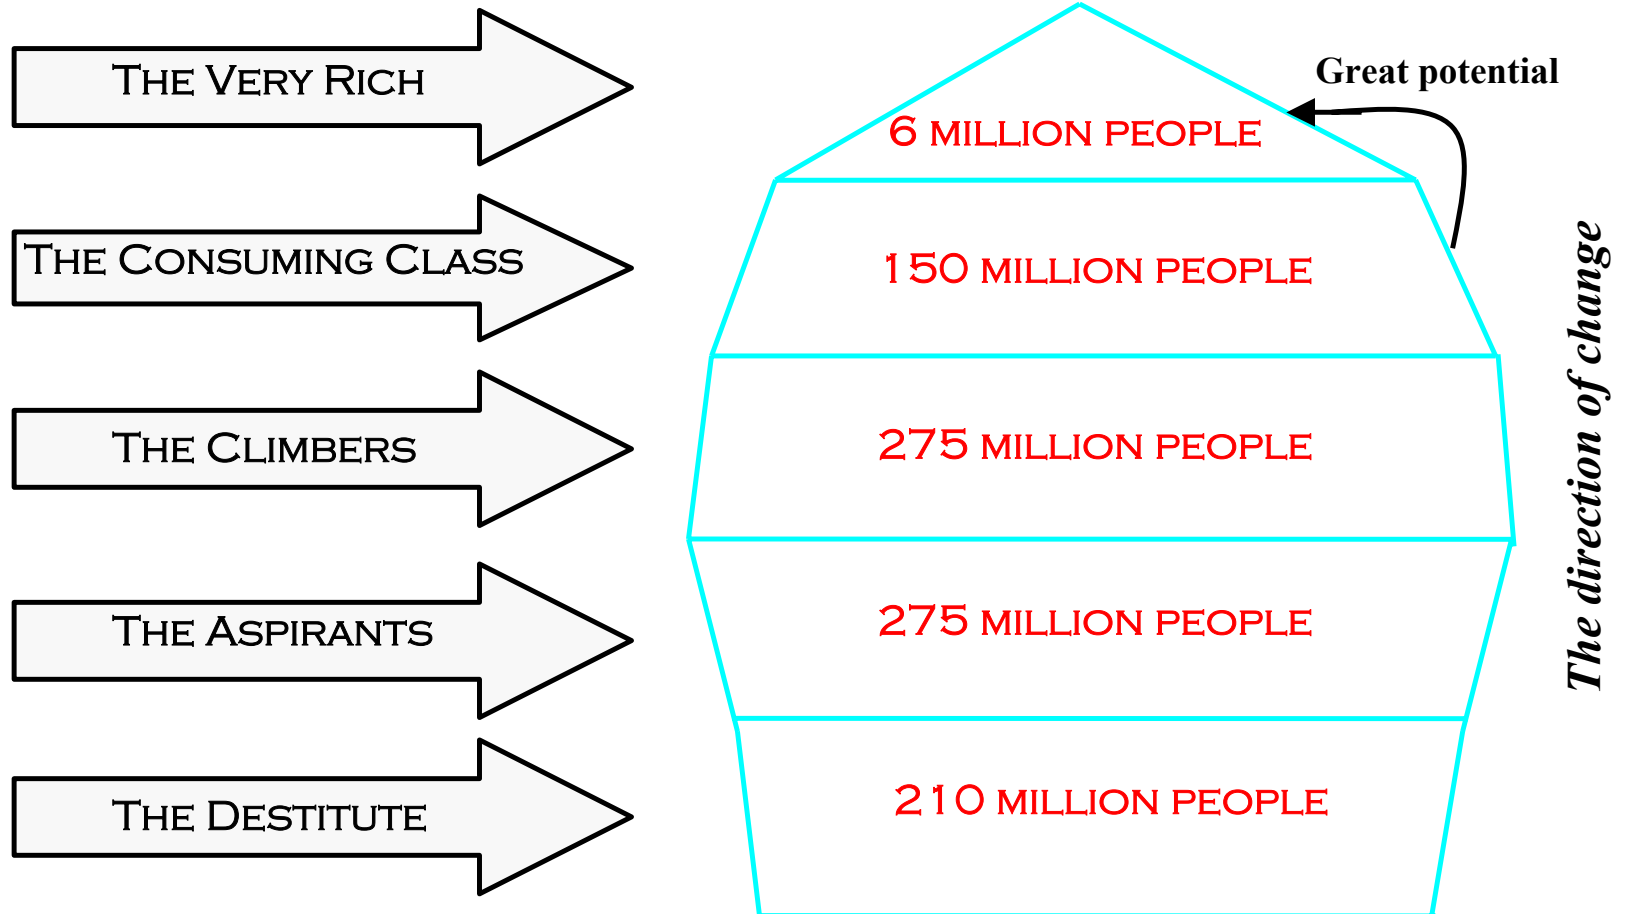 The Very Rich
Great potential
6 million people
The Consuming Class
150 million people
The Climbers
275 million people
The Aspirants
275 million people
The Destitute
210 million people
The direction of change